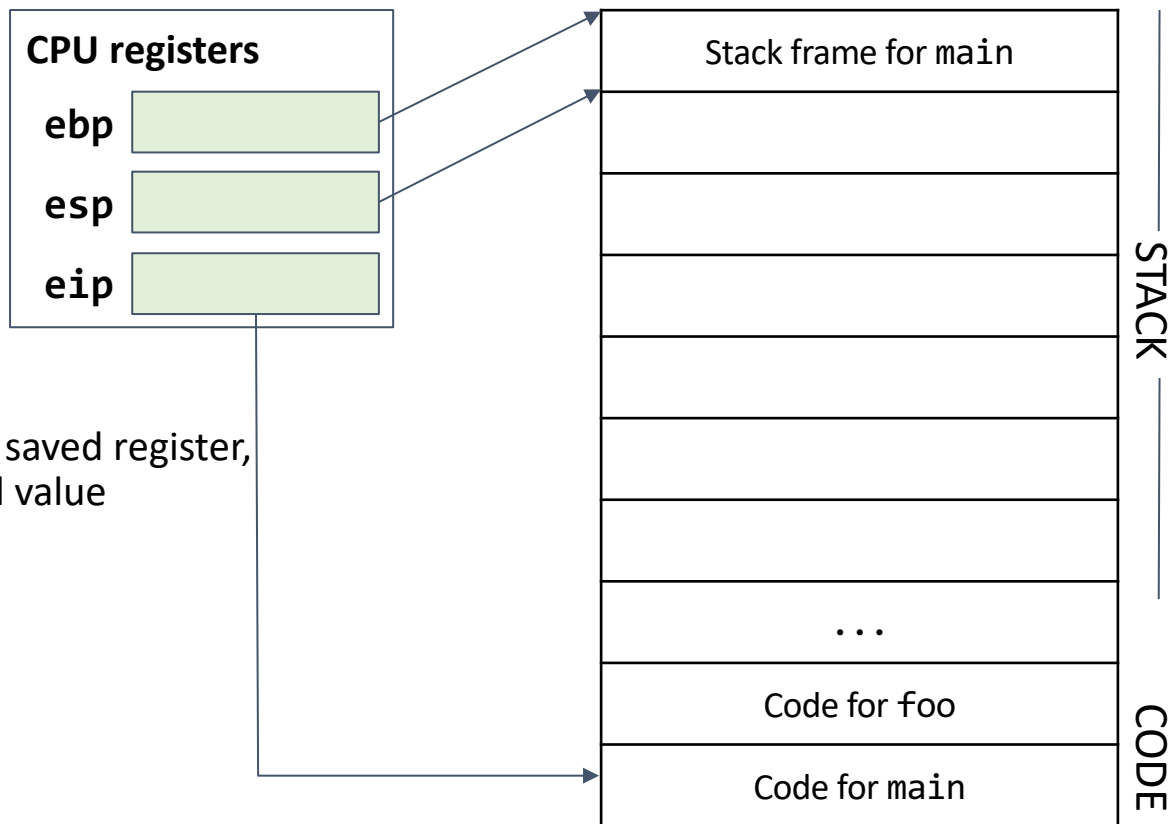 CPU registers
ebp
esp
eip
saved register,
value
Stack frame for main
...
Code for foo
Code for main
STACK
CODE